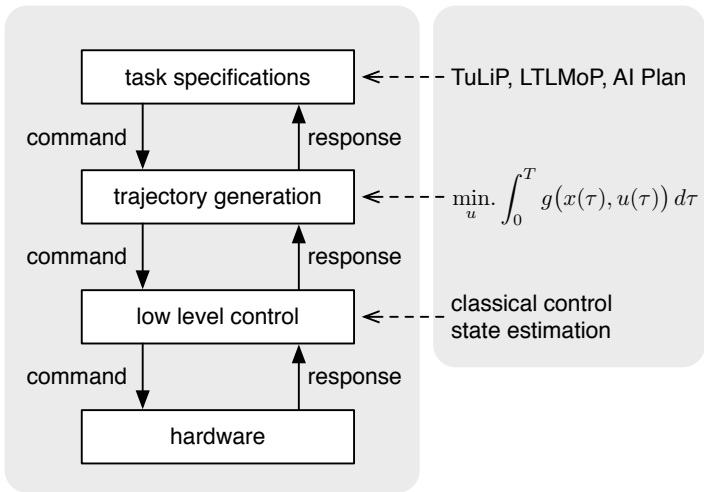 task specifications
TuLiP, LTLMoP, AI Plan
command
response
trajectory generation
min. u ∫₀ᵀ g(x(τ), u(τ)) dτ
command
response
low level control
classical control
state estimation
command
response
hardware